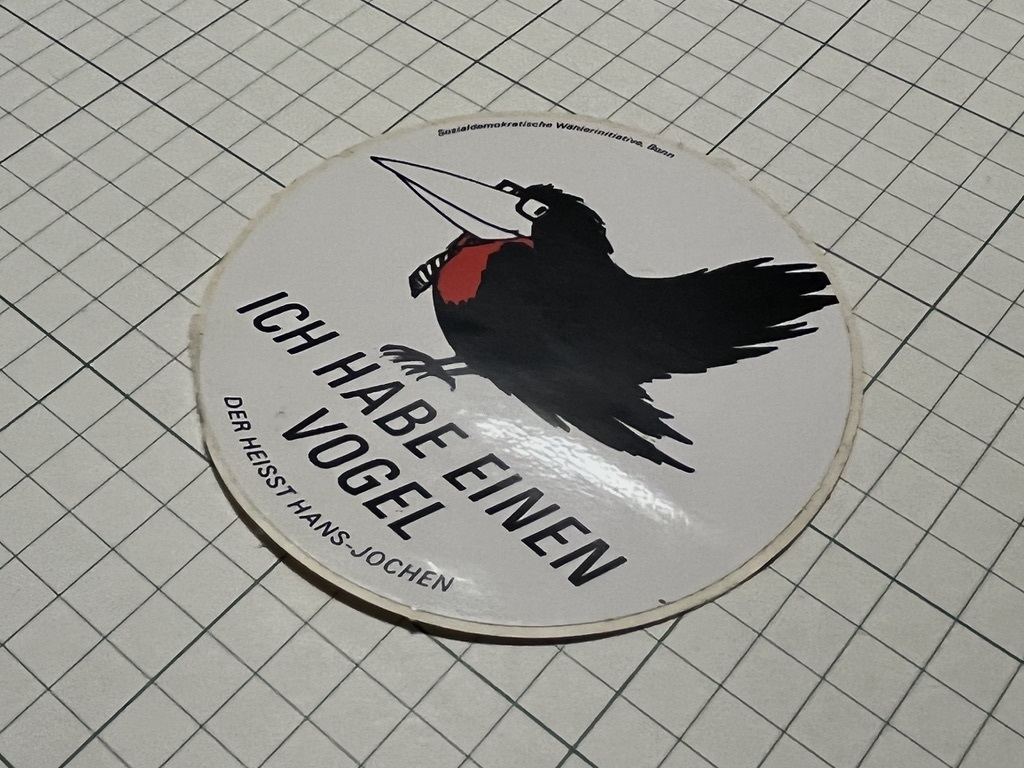 Sozialdemokratische Wählerinitiative, Bonn
ICH HABE EINEN
VOGEL
DER HEISST HANS-JOCHEN